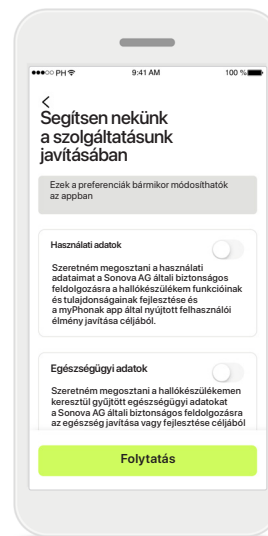 ●●●○○ PH 9:41 AM 100 %
Segítsen nekünk
a szolgáltatásunk
javításában
Ezek a preferenciák bármikor módosíthatók
az appban
Használati adatok
Szeretném megosztani a használati
adataimat a Sonova AG általi biztonságos
feldolgozásra a hallókészülékem funkcióinak
és tulajdonságainak fejlesztése és
a myPhonak app által nyújtott felhasználói
élmény javítása céljából.
Egészségügyi adatok
Szeretném megosztani a hallókészülékemen
keresztül gyűjtött egészségügyi adatokat
a Sonova AG általi biztonságos feldolgozásra
az egészség javítása vagy fejlesztése céljából
Folytatás